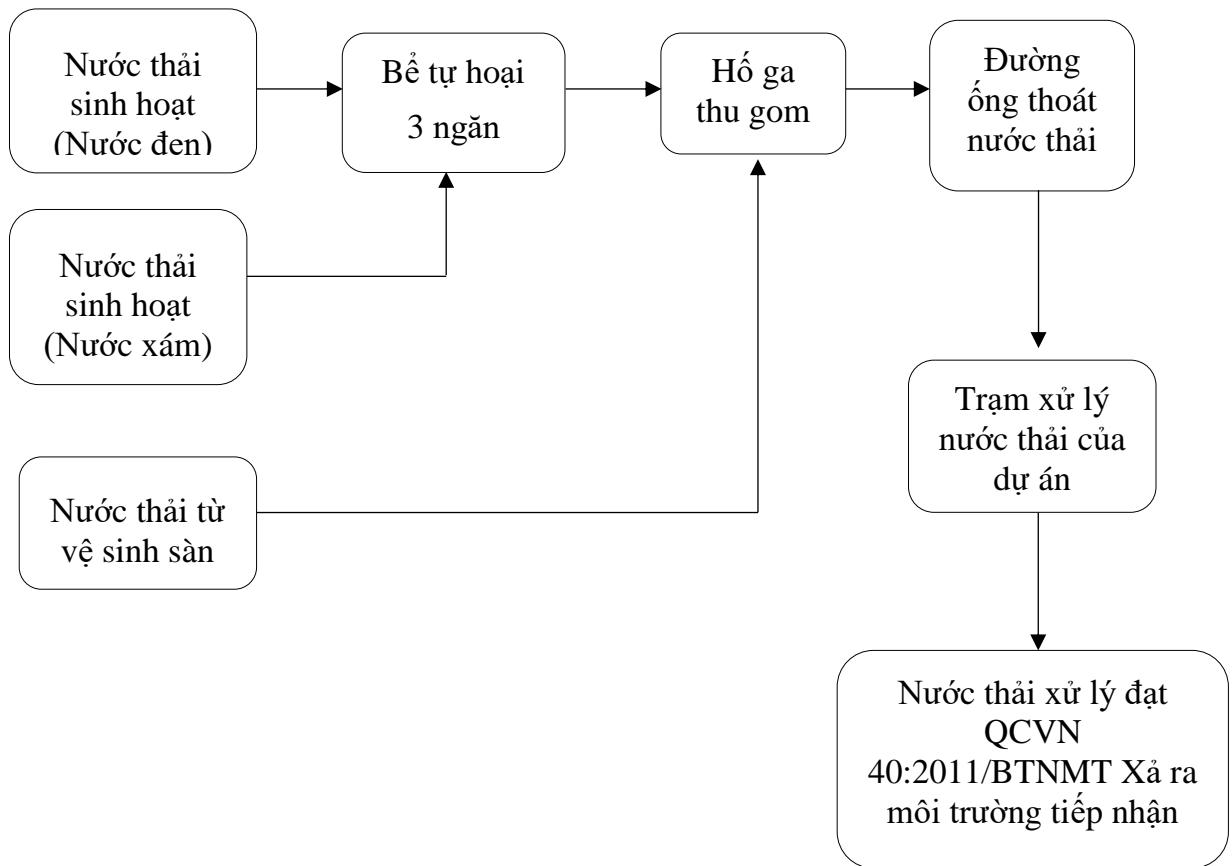 Nước thải
sinh hoạt
(Nước đen)
Bể tự hoại
3 ngăn
Hố ga
thu gom
Đường
ống thoát
nước thải
Nước thải
sinh hoạt
(Nước xám)
Trạm xử lý
nước thải của
dự án
Nước thải từ
vệ sinh sàn
Nước thải xử lý đạt
QCVN
40:2011/BTNMT Xả ra
môi trường tiếp nhận